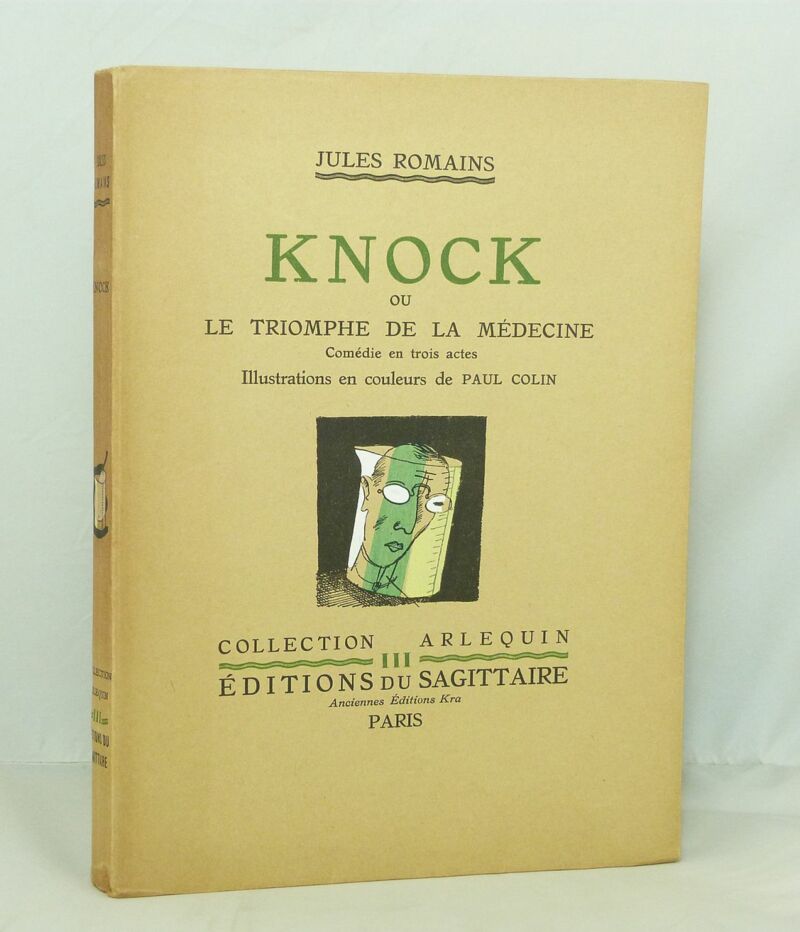 JULES ROMAINS
KNOCK
OU
LE TRIOMPHE DE LA MÉDECINE
Comédie en trois actes
Illustrations en couleurs de PAUL COLIN
COLLECTION ARLEQUIN
III
ÉDITIONS DU SAGITTAIRE
Anciennes Éditions Kra
PARIS
KNOCK
III